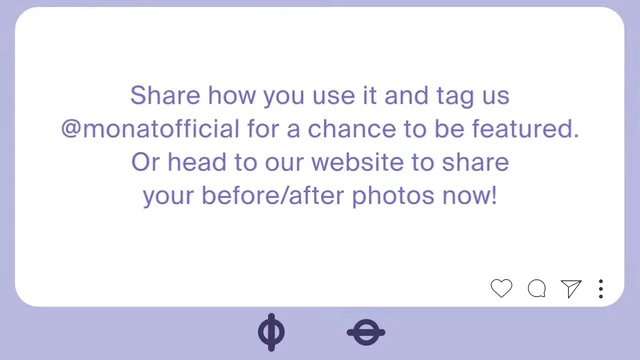 Share how you use it and tag us
@monatofficial for a chance to be featured.
Or head to our website to share
your before/after photos now!